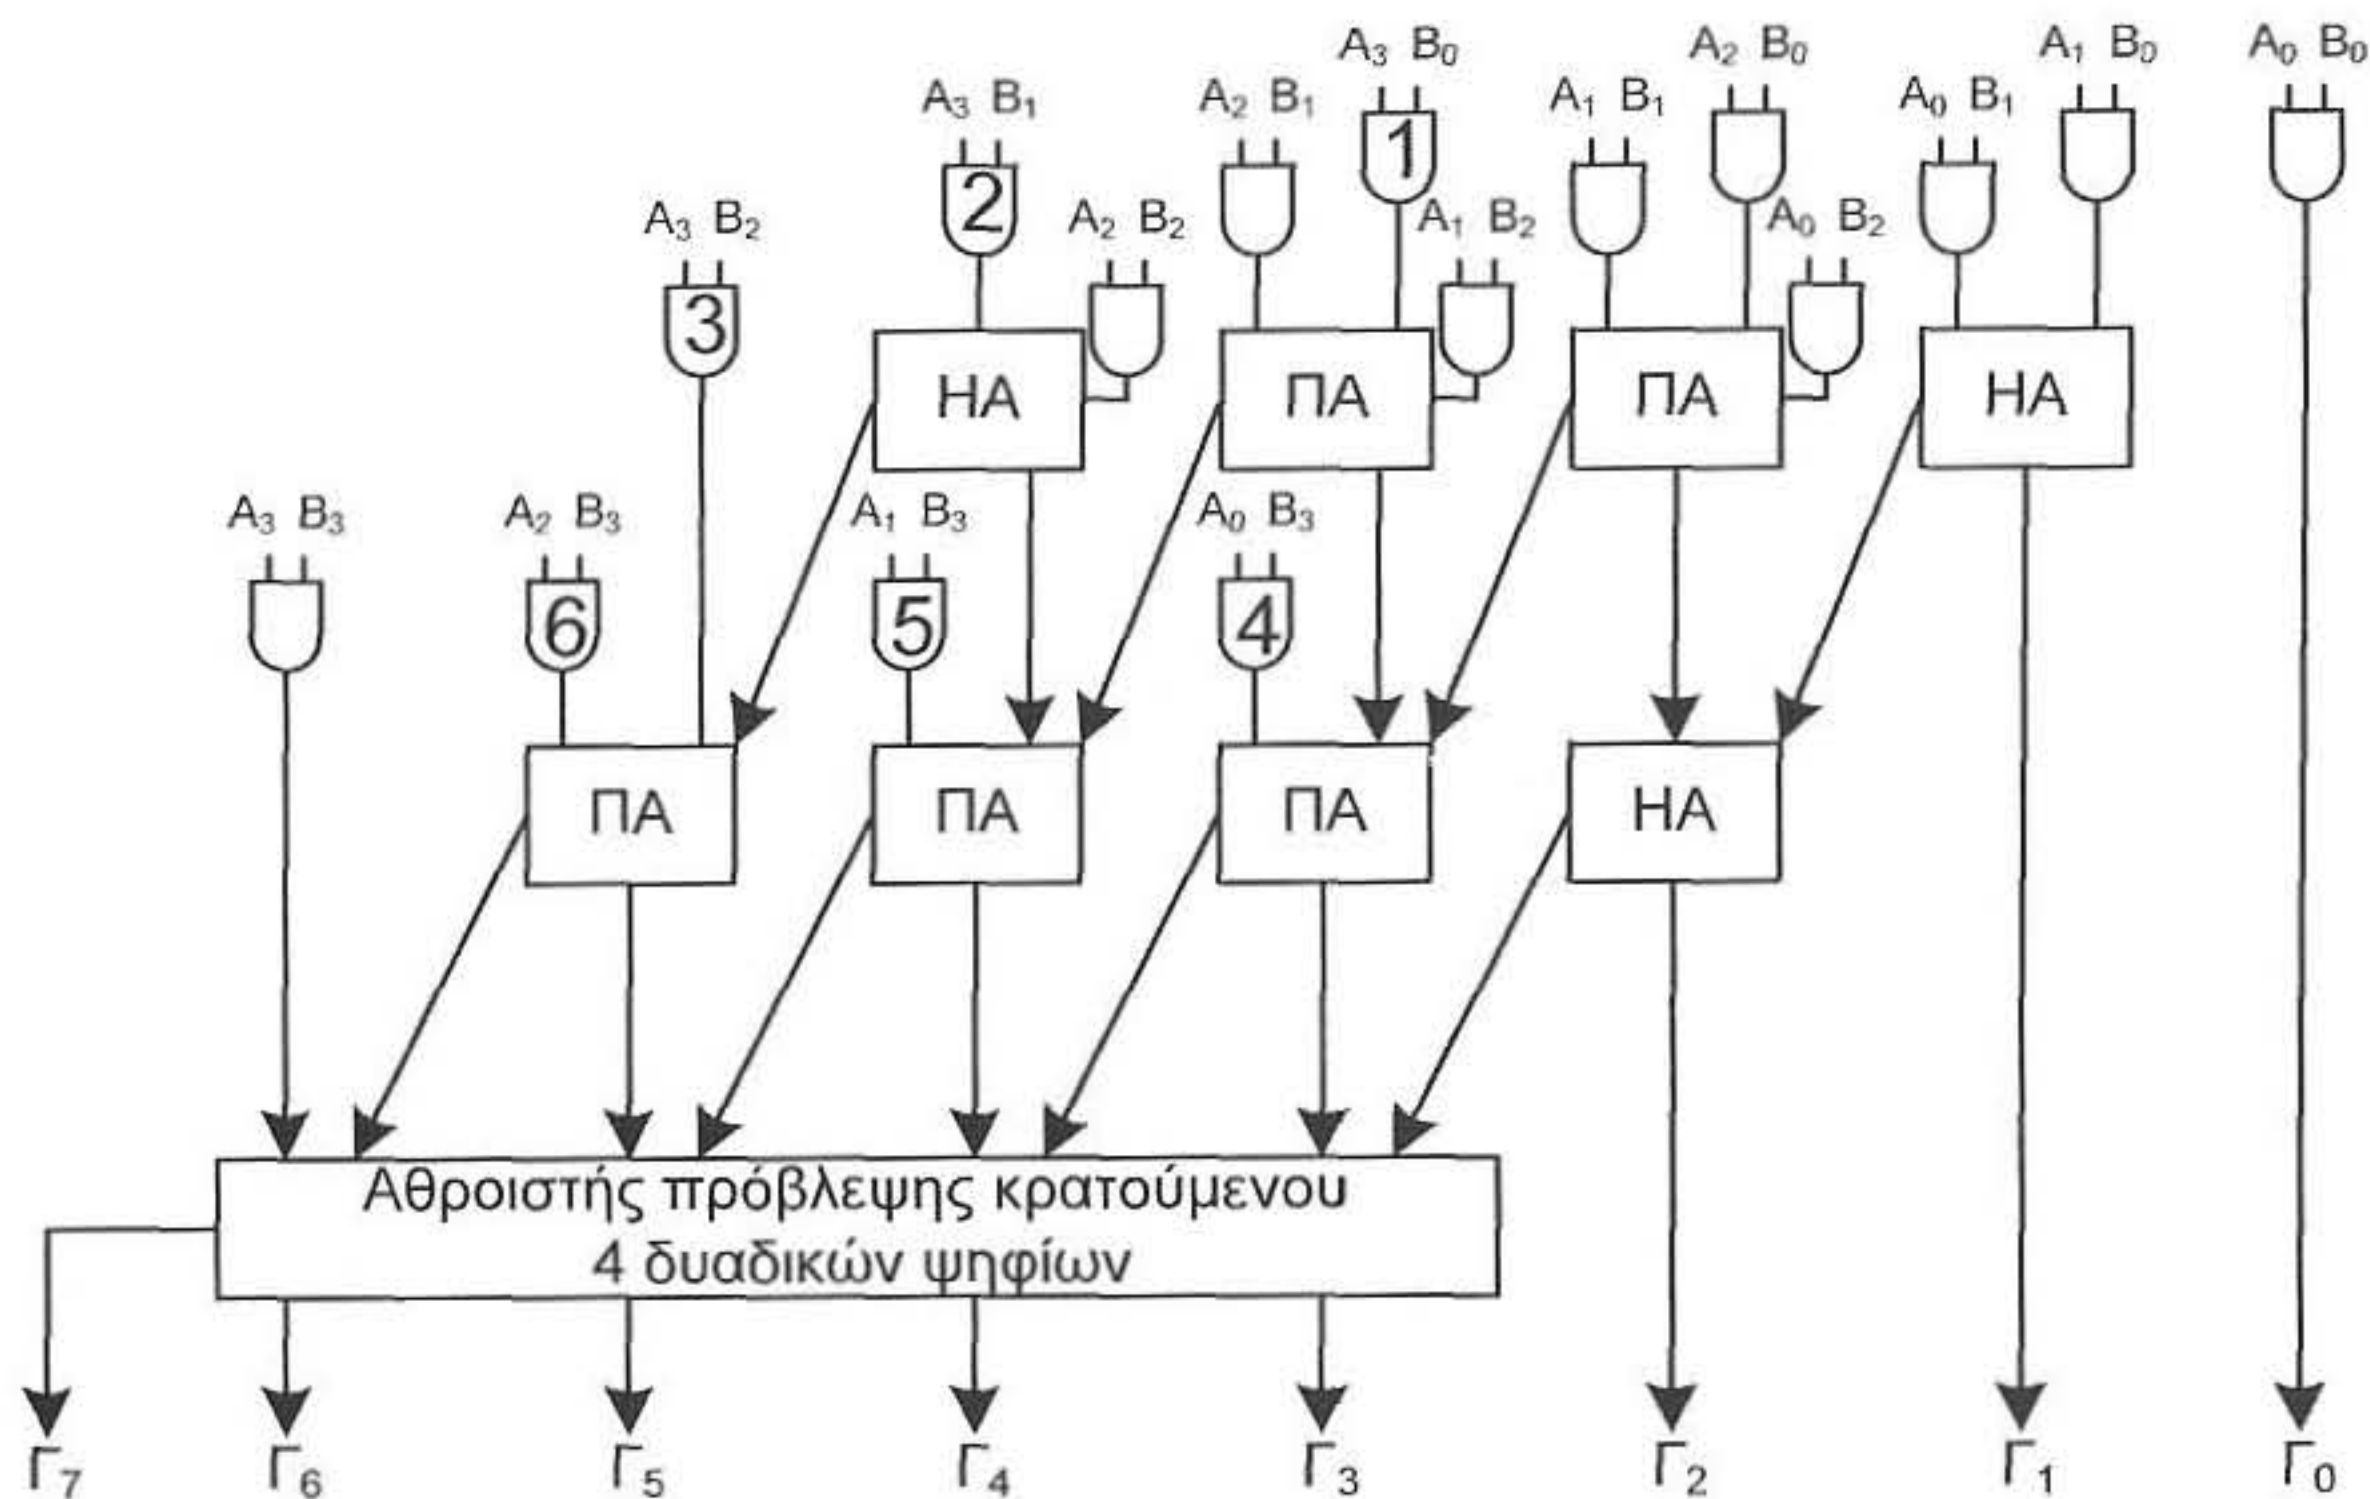 A₃ B₀ A₂ B₀ A₁ B₀ A₀ B₀
A₃ B₁ A₂ B₁ A₁ B₁ A₀ B₁
1
2
A₃ B₂ A₂ B₂ A₁ B₂ A₀ B₂
3
ΗΑ ΠΑ ΠΑ ΗΑ
A₃ B₃ A₂ B₃ A₁ B₃ A₀ B₃
6 5 4
ΠΑ ΠΑ ΠΑ ΗΑ
Αθροιστής πρόβλεψης κρατούμενου
4 δυαδικών ψηφίων
Γ₇ Γ₆ Γ₅ Γ₄ Γ₃ Γ₂ Γ₁ Γ₀